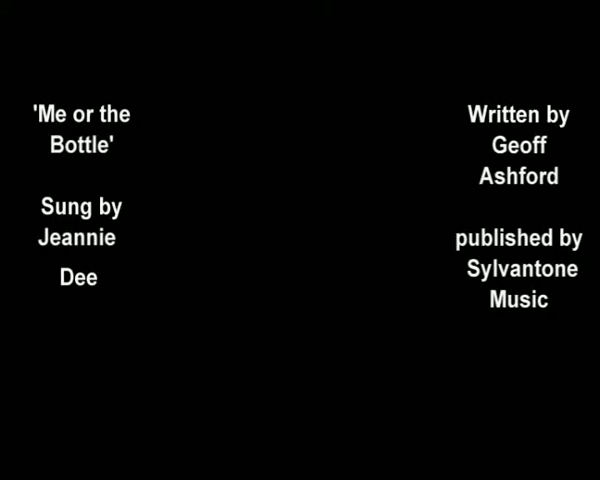 'Me or the
Bottle'
Sung by
Jeannie
Dee
Written by
Geoff
Ashford
published by
Sylvantone
Music